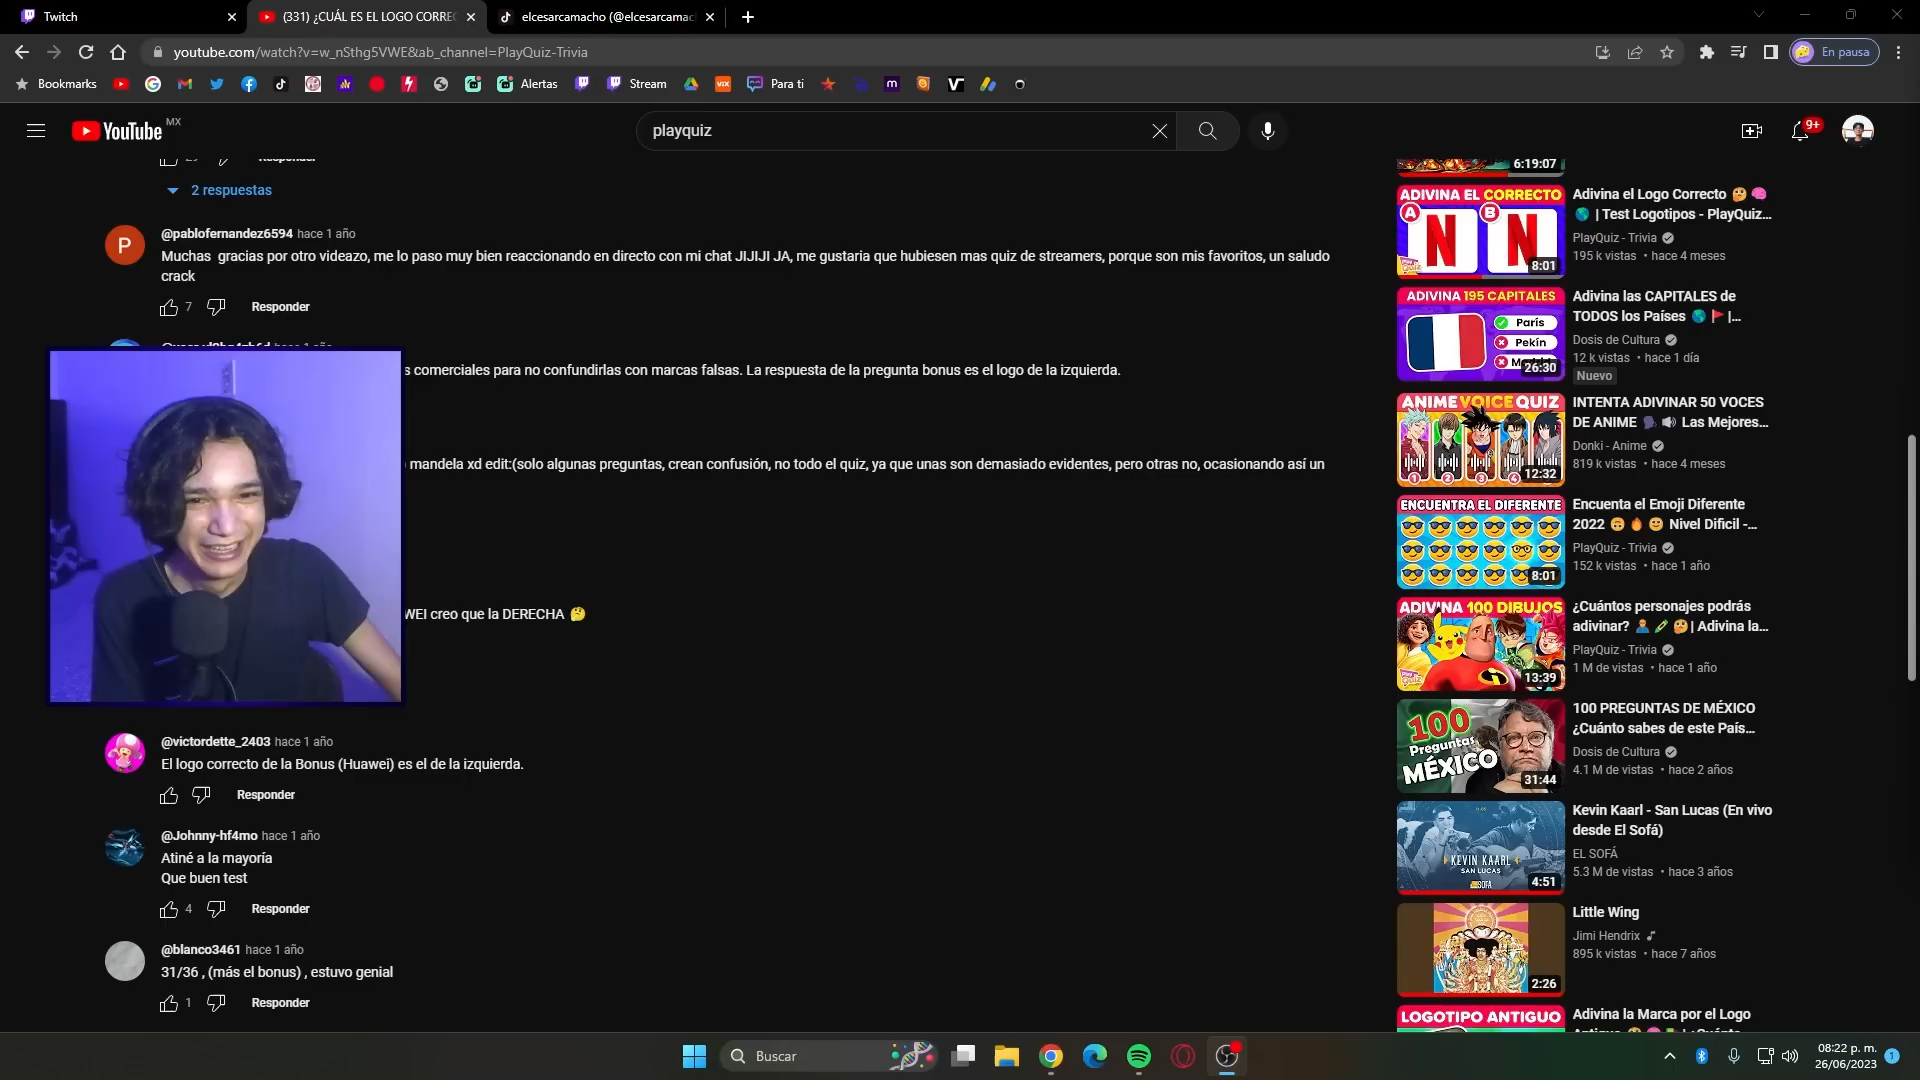 Twitch
(331) ¿CUÁL ES EL LOGO CORREC
elcesarcamacho (@elcesarcamac
youtube.com/watch?v=w_nSthg5VWE&ab_channel=PlayQuiz-Trivia
En pausa
Bookmarks
Alertas
Stream
Para ti
YouTube MX
playquiz
9+
Responder
2 respuestas
@pablofernandez6594 hace 1 año
Muchas gracias por otro videazo, me lo paso muy bien reaccionando en directo con mi chat JIJIJI JA, me gustaria que hubiesen mas quiz de streamers, porque son mis favoritos, un saludo
crack
7
Responder
s comerciales para no confundirlas con marcas falsas. La respuesta de la pregunta bonus es el logo de la izquierda.
mandela xd edit:(solo algunas preguntas, crean confusión, no todo el quiz, ya que unas son demasiado evidentes, pero otras no, ocasionando así un
WEI creo que la DERECHA 🤔
@victordette_2403 hace 1 año
El logo correcto de la Bonus (Huawei) es el de la izquierda.
Responder
@Johnny-hf4mo hace 1 año
Atiné a la mayoría
Que buen test
4
Responder
@blanco3461 hace 1 año
31/36 , (más el bonus) , estuvo genial
1
Responder
6:19:07
ADIVINA EL CORRECTO
A
B
8:01
Adivina el Logo Correcto 🤔🧠
🌎 | Test Logotipos - PlayQuiz...
PlayQuiz - Trivia
195 k vistas • hace 4 meses
ADIVINA 195 CAPITALES
París
Pekín
26:30
Adivina las CAPITALES de
TODOS los Países 🌎🚩|...
Dosis de Cultura
12 k vistas • hace 1 día
Nuevo
ANIME VOICE QUIZ
1
2
3
12:32
INTENTA ADIVINAR 50 VOCES
DE ANIME 🗣️🔊 Las Mejores...
Donki - Anime
819 k vistas • hace 4 meses
ENCUENTRA EL DIFERENTE
8:01
Encuenta el Emoji Diferente
2022 🙃🔥🙂 Nivel Dificil -...
PlayQuiz - Trivia
152 k vistas • hace 1 año
ADIVINA 100 DIBUJOS
13:39
¿Cuántos personajes podrás
adivinar? 👤🖍️🤔| Adivina la...
PlayQuiz - Trivia
1 M de vistas • hace 1 año
100
Preguntas
MÉXICO
31:44
100 PREGUNTAS DE MÉXICO
¿Cuánto sabes de este País...
Dosis de Cultura
4.1 M de vistas • hace 2 años
KEVIN KAARL
SAN LUCAS
4:51
Kevin Kaarl - San Lucas (En vivo
desde El Sofá)
EL SOFÁ
5.3 M de vistas • hace 3 años
2:26
Little Wing
Jimi Hendrix
895 k vistas • hace 7 años
LOGOTIPO ANTIGUO
Adivina la Marca por el Logo
Buscar
08:22 p. m.
26/06/2023
1